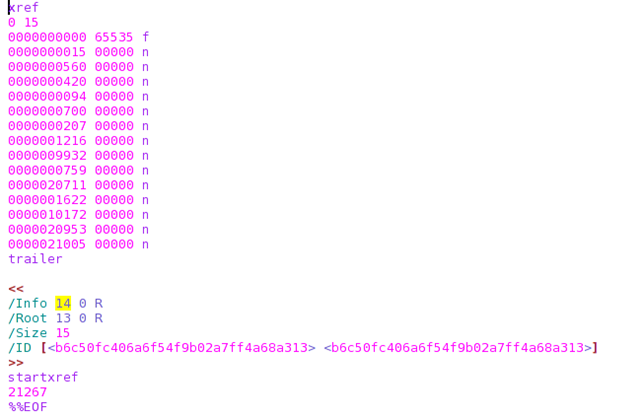 xref
0 15
0000000000 65535 f
0000000015 00000 n
0000000560 00000 n
0000000420 00000 n
0000000094 00000 n
0000000700 00000 n
0000000207 00000 n
0000001216 00000 n
0000009932 00000 n
0000000759 00000 n
0000020711 00000 n
0000001622 00000 n
0000010172 00000 n
0000020953 00000 n
0000021005 00000 n
trailer
<<
/Info 14 0 R
/Root 13 0 R
/Size 15
/ID [<b6c50fc406a6f54f9b02a7ff4a68a313> <b6c50fc406a6f54f9b02a7ff4a68a313>]
>>
startxref
21267
%%EOF